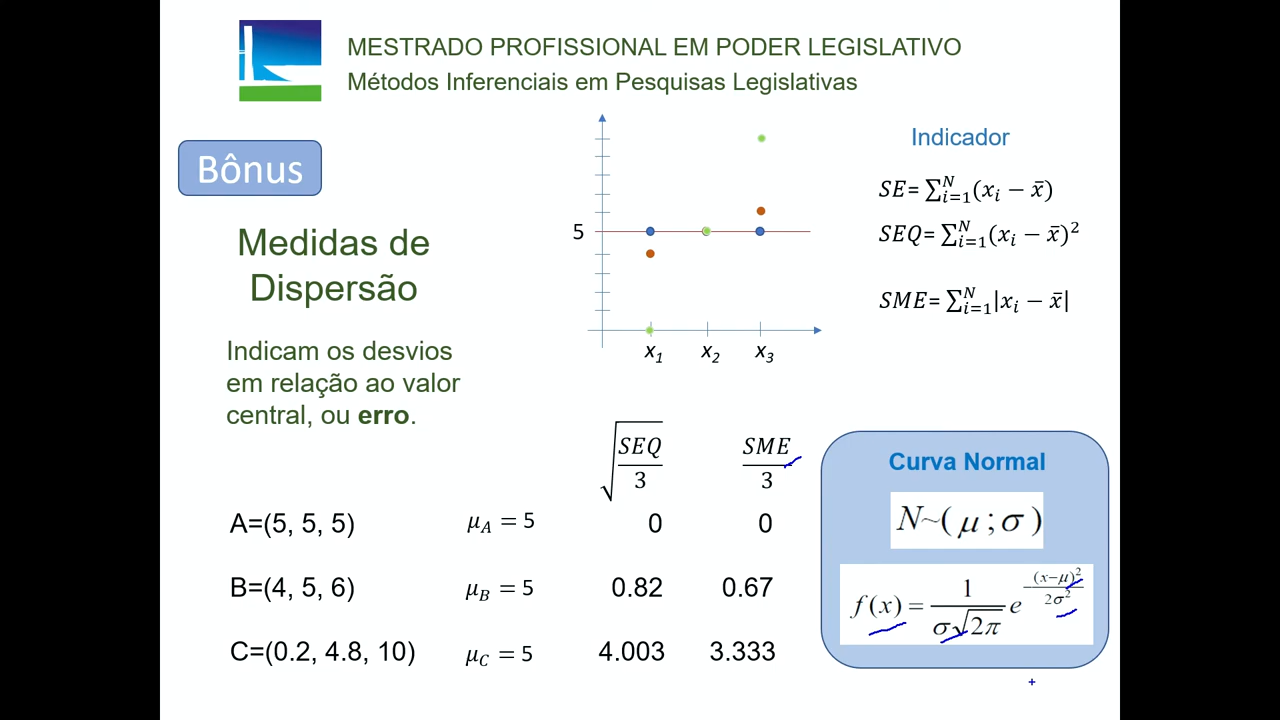 MESTRADO PROFISSIONAL EM PODER LEGISLATIVO
Métodos Inferenciais em Pesquisas Legislativas
Bônus
Medidas de
Dispersão
Indicam os desvios
em relação ao valor
central, ou erro.
5
x₁ x₂ x₃
Indicador
SE= ∑ᵢ₌₁ᴺ(xᵢ − x̄)
SEQ= ∑ᵢ₌₁ᴺ(xᵢ − x̄)²
SME= ∑ᵢ₌₁ᴺ|xᵢ − x̄|
√(SEQ/3) SME/3
A=(5, 5, 5) μ_A = 5 0 0
B=(4, 5, 6) μ_B = 5 0.82 0.67
C=(0.2, 4.8, 10) μ_C = 5 4.003 3.333
Curva Normal
N~(μ;σ)
f(x) = 1/(σ√2π) e^(−(x−μ)²/2σ²)